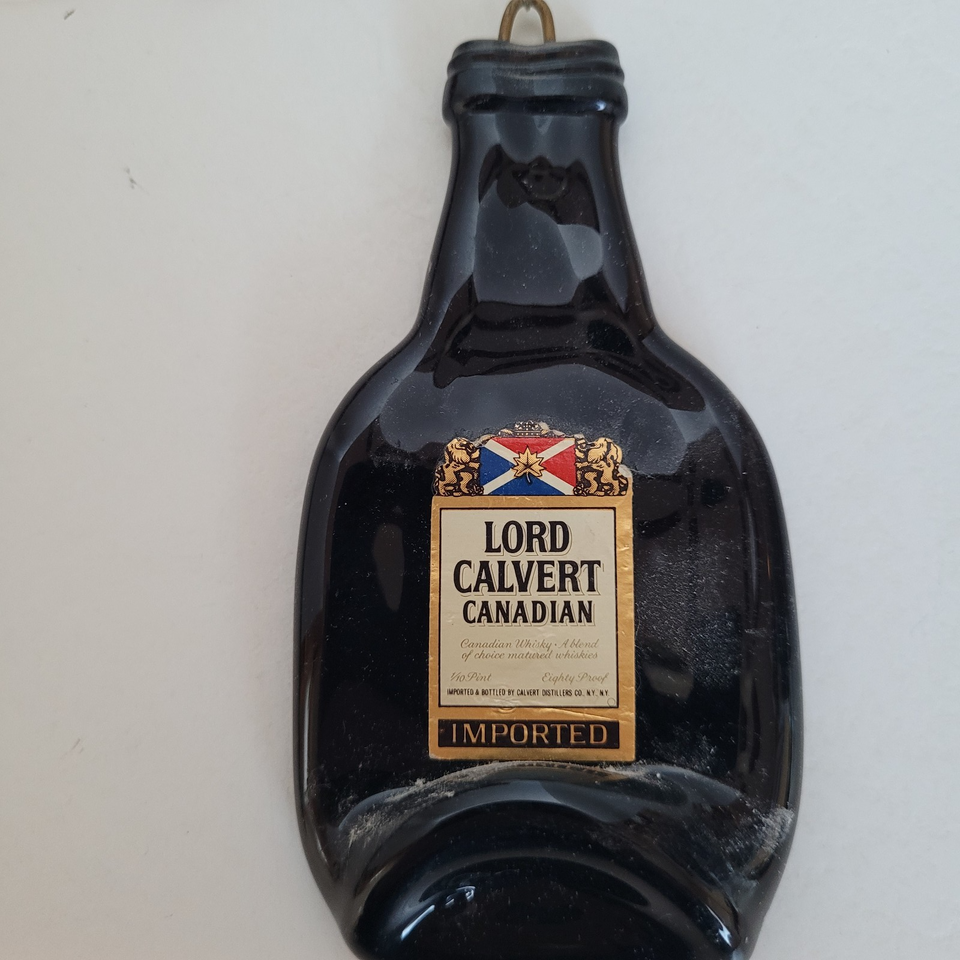 LORD
CALVERT
CANADIAN
Canadian Whisky • A blend
of choice matured whiskies
1/10 Pint Eighty Proof
IMPORTED & BOTTLED BY CALVERT DISTILLERS CO., N.Y., N.Y.
IMPORTED